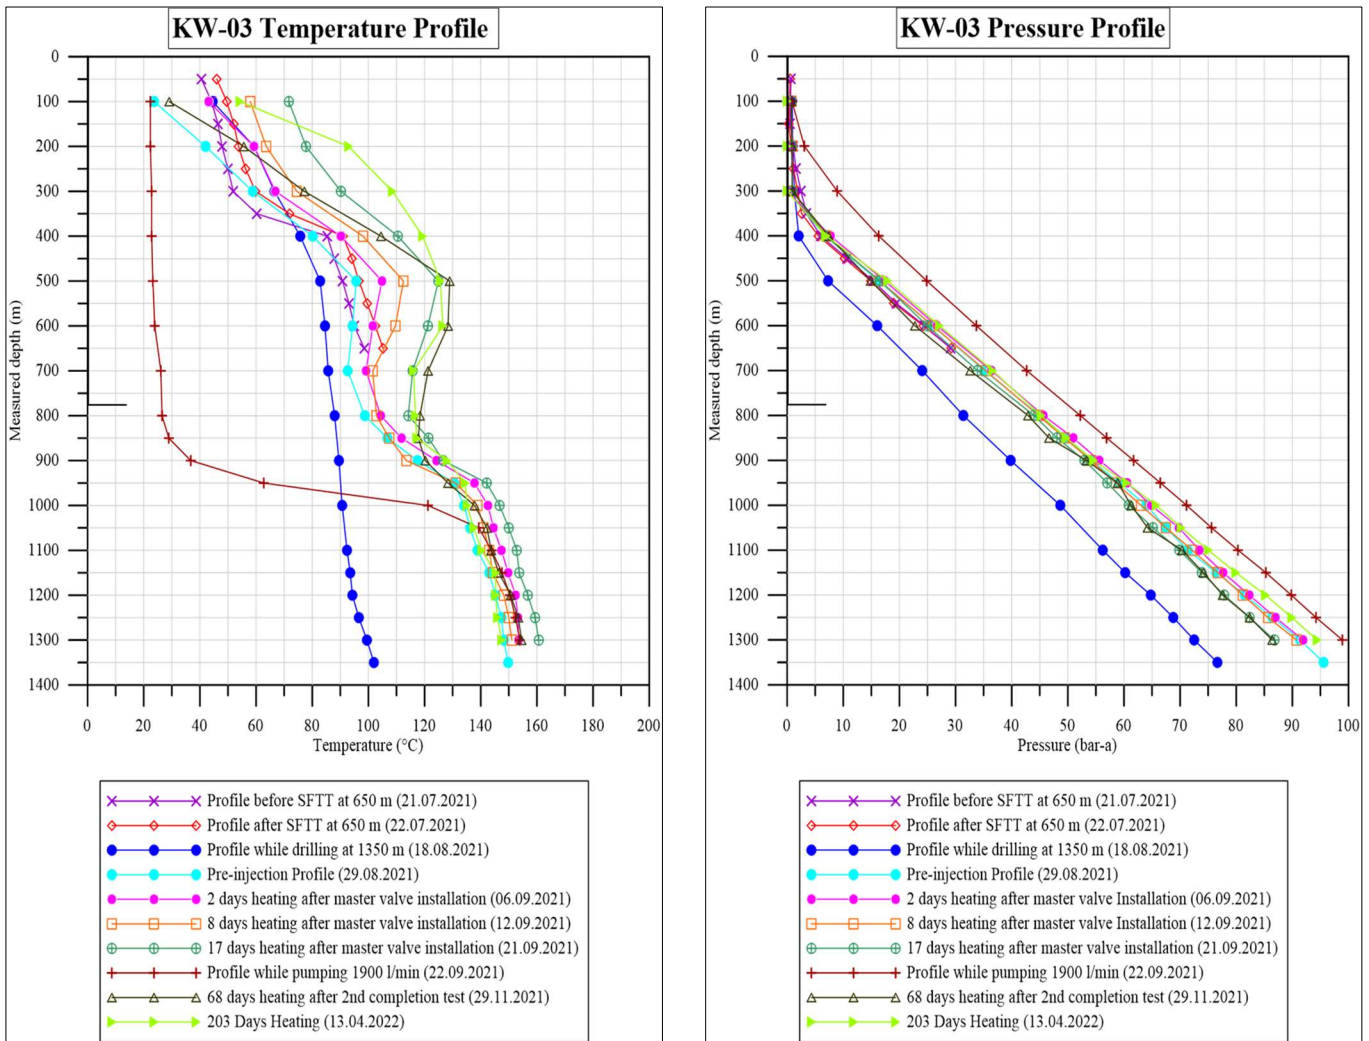 KW-03 Temperature Profile
0
100
200
300
400
500
600
700
800
900
1000
1100
1200
1300
1400
Measured depth (m)
0 20 40 60 80 100 120 140 160 180 200
Temperature (°C)
Profile before SFTT at 650 m (21.07.2021)
Profile after SFTT at 650 m (22.07.2021)
Profile while drilling at 1350 m (18.08.2021)
Pre-injection Profile (29.08.2021)
2 days heating after master valve installation (06.09.2021)
8 days heating after master valve installation (12.09.2021)
17 days heating after master valve installation (21.09.2021)
Profile while pumping 1900 l/min (22.09.2021)
68 days heating after 2nd completion test (29.11.2021)
203 Days Heating (13.04.2022)
KW-03 Pressure Profile
0
100
200
300
400
500
600
700
800
900
1000
1100
1200
1300
1400
Measured depth (m)
0 10 20 30 40 50 60 70 80 90 100
Pressure (bar-a)
Profile before SFTT at 650 m (21.07.2021)
Profile after SFTT at 650 m (22.07.2021)
Profile while drilling at 1350 m (18.08.2021)
Pre-injection Profile (29.08.2021)
2 days heating after master valve Installation (06.09.2021)
8 days heating after master valve Installation (12.09.2021)
17 days heating after master valve installation (21.09.2021)
Profile while pumping 1900 l/min (22.09.2021)
68 days heating after 2nd completion test (29.11.2021)
203 Days Heating (13.04.2022)